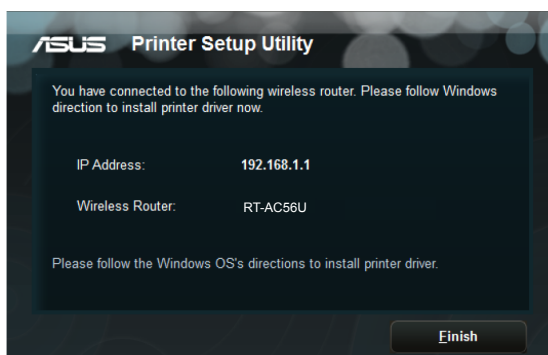 ASUS Printer Setup Utility
You have connected to the following wireless router. Please follow Windows
direction to install printer driver now.
IP Address: 192.168.1.1
Wireless Router: RT-AC56U
Please follow the Windows OS's directions to install printer driver.
Finish